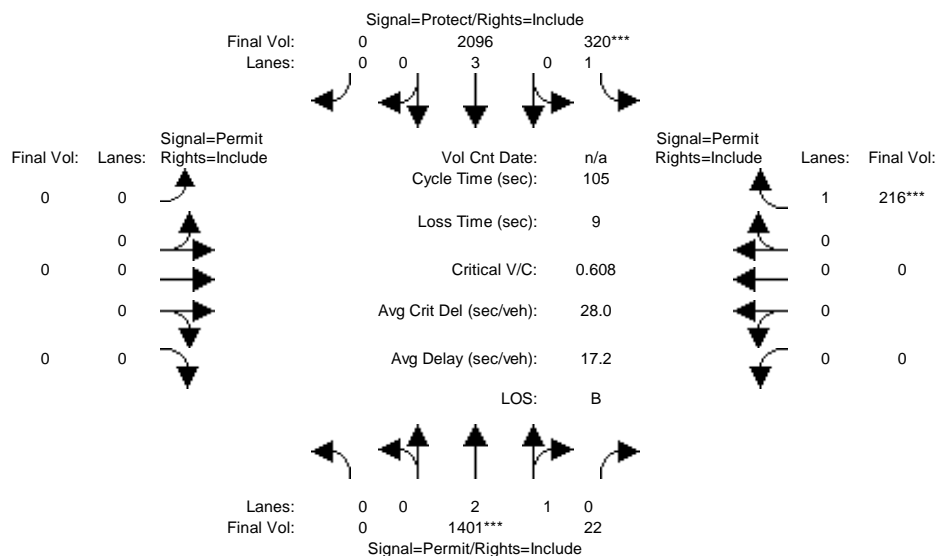 Signal=Protect/Rights=Include
Final Vol: 0 2096 320***
Lanes: 0 0 3 0 1
Signal=Permit Signal=Permit
Final Vol: Lanes: Rights=Include Vol Cnt Date: n/a Rights=Include Lanes: Final Vol:
Cycle Time (sec): 105
0 0 1 216***
Loss Time (sec): 9
0 0
0 0 Critical V/C: 0.608 0 0
0 Avg Crit Del (sec/veh): 28.0 0
0 0 Avg Delay (sec/veh): 17.2 0 0
LOS: B
Lanes: 0 0 2 1 0
Final Vol: 0 1401*** 22
Signal=Permit/Rights=Include